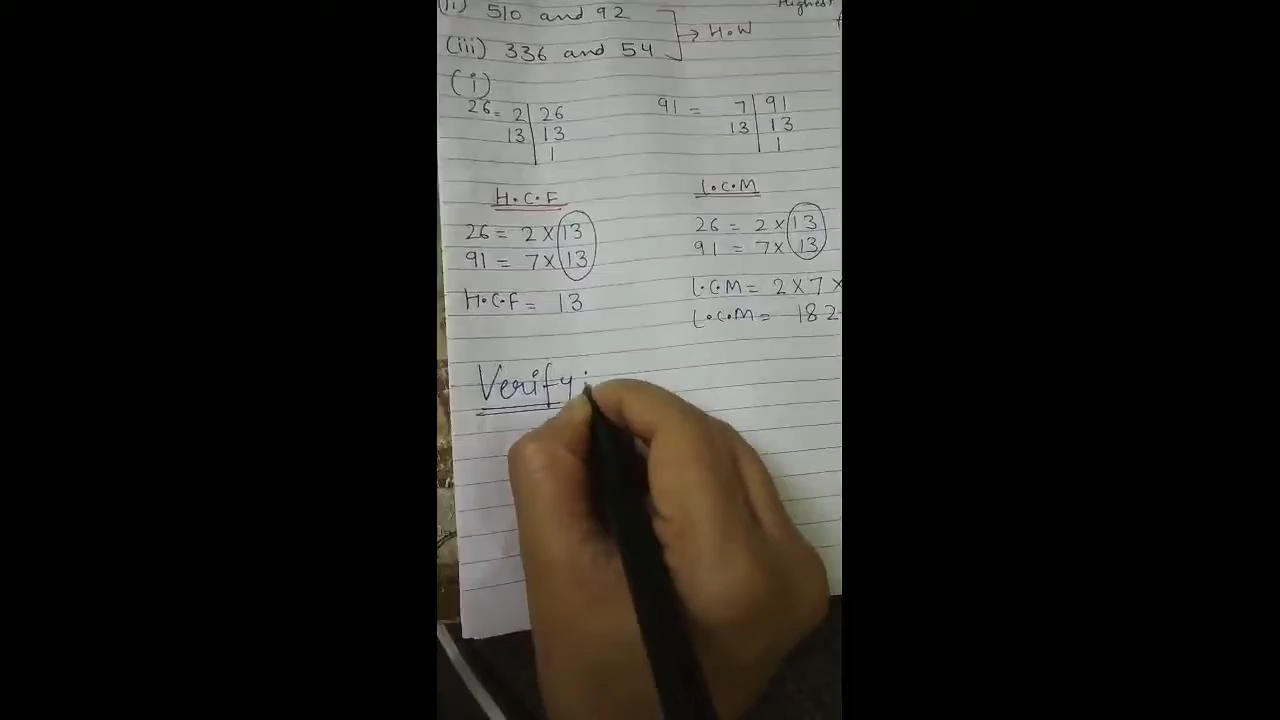 (ii) 510 and 92
Highest
(iii) 336 and 54
→ H.W
(i)
26 = 2 | 26
13 | 13
1
91 = 7 | 91
13 | 13
1
H.C.F
26 = 2 × 13
91 = 7 × 13
H.C.F = 13
L.C.M
26 = 2 × 13
91 = 7 × 13
L.C.M = 2 × 7 ×
L.C.M = 182
Verify: